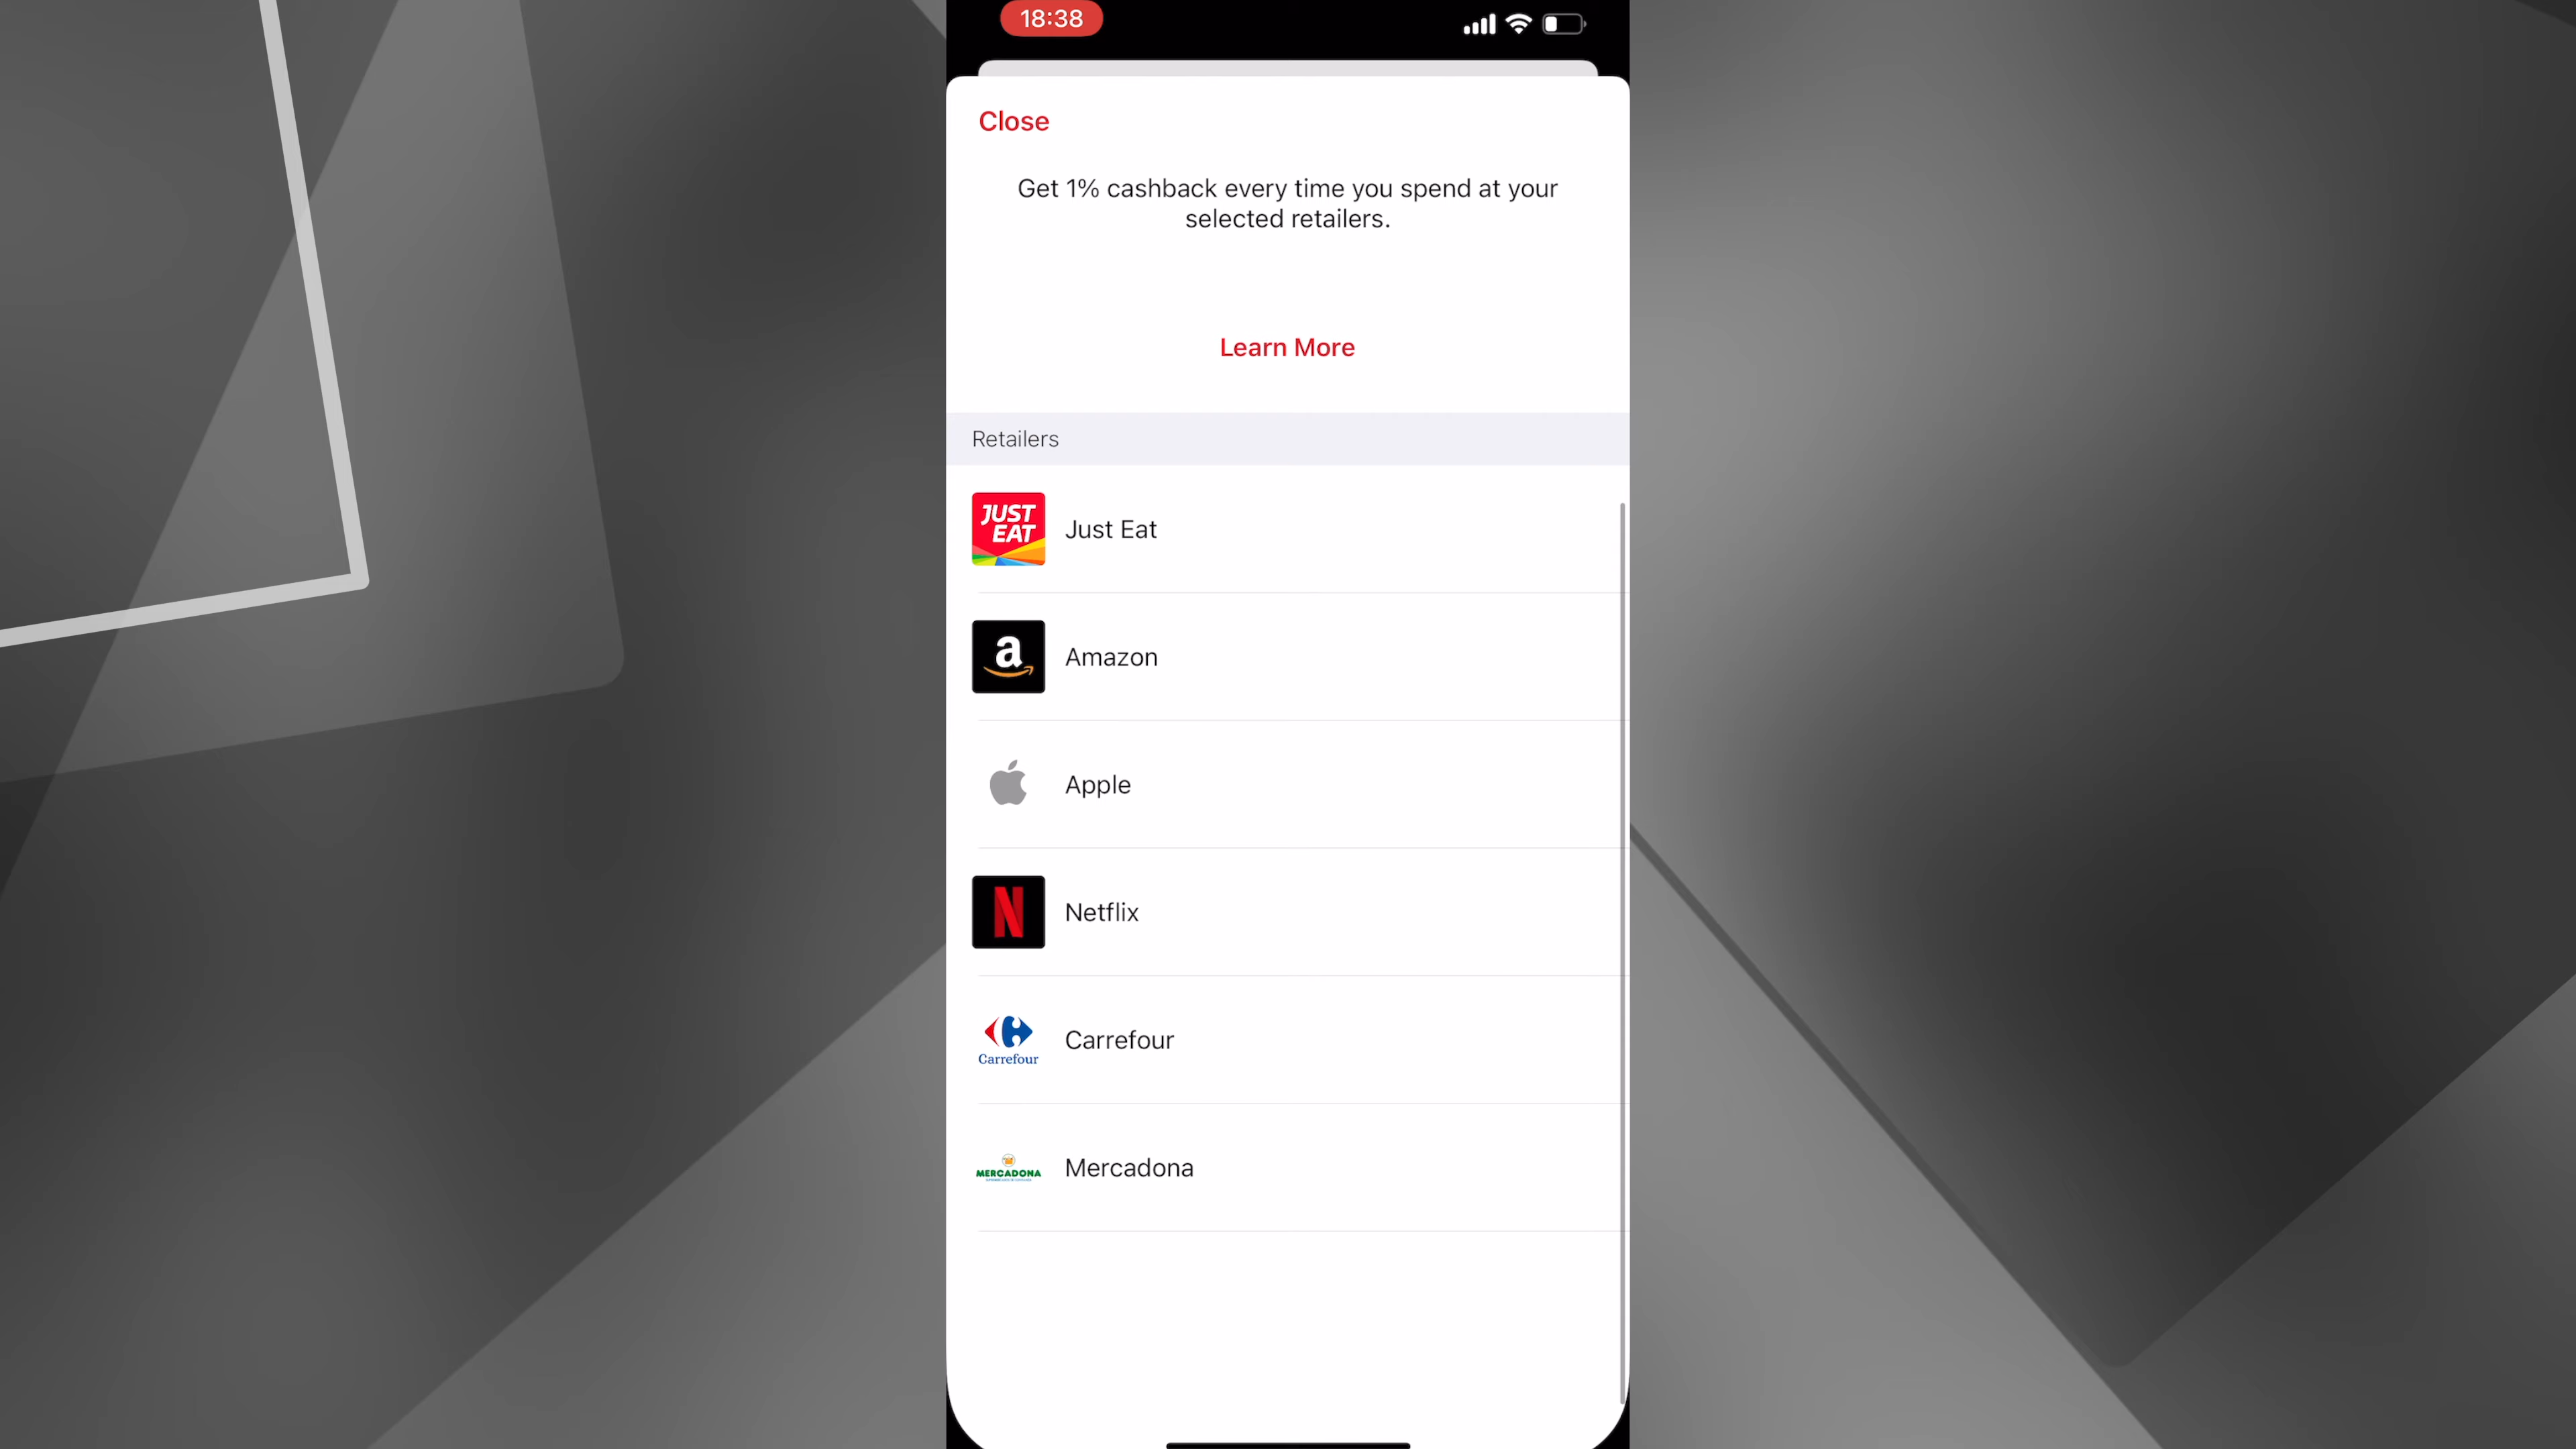 18:38
Close
Get 1% cashback every time you spend at your
selected retailers.
Learn More
Retailers
JUST
EAT
Just Eat
a
Amazon
Apple
N
Netflix
Carrefour
Carrefour
MERCADONA
Mercadona